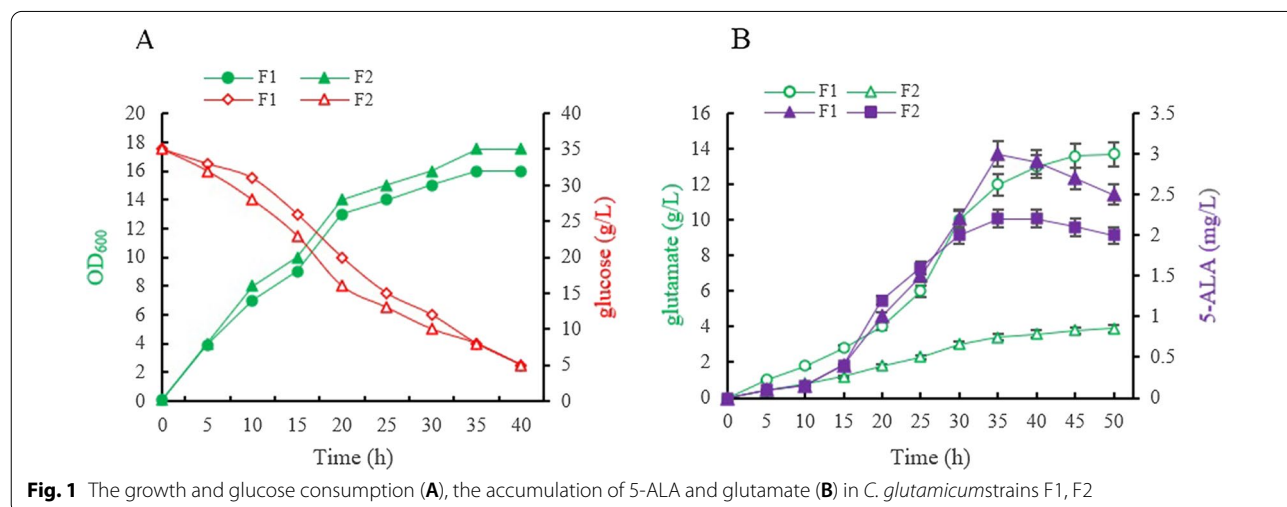 A
B
F1 F2
F1 F2
F1 F2
F1 F2
20 18 16 14 12 10 8 6 4 2 0
OD600
40 35 30 25 20 15 10 5 0
glucose (g/L)
0 5 10 15 20 25 30 35 40
Time (h)
16 14 12 10 8 6 4 2 0
glutamate (g/L)
3.5 3 2.5 2 1.5 1 0.5 0
5-ALA (mg/L)
0 5 10 15 20 25 30 35 40 45 50
Time (h)
Fig. 1 The growth and glucose consumption (A), the accumulation of 5-ALA and glutamate (B) in C. glutamicumstrains F1, F2